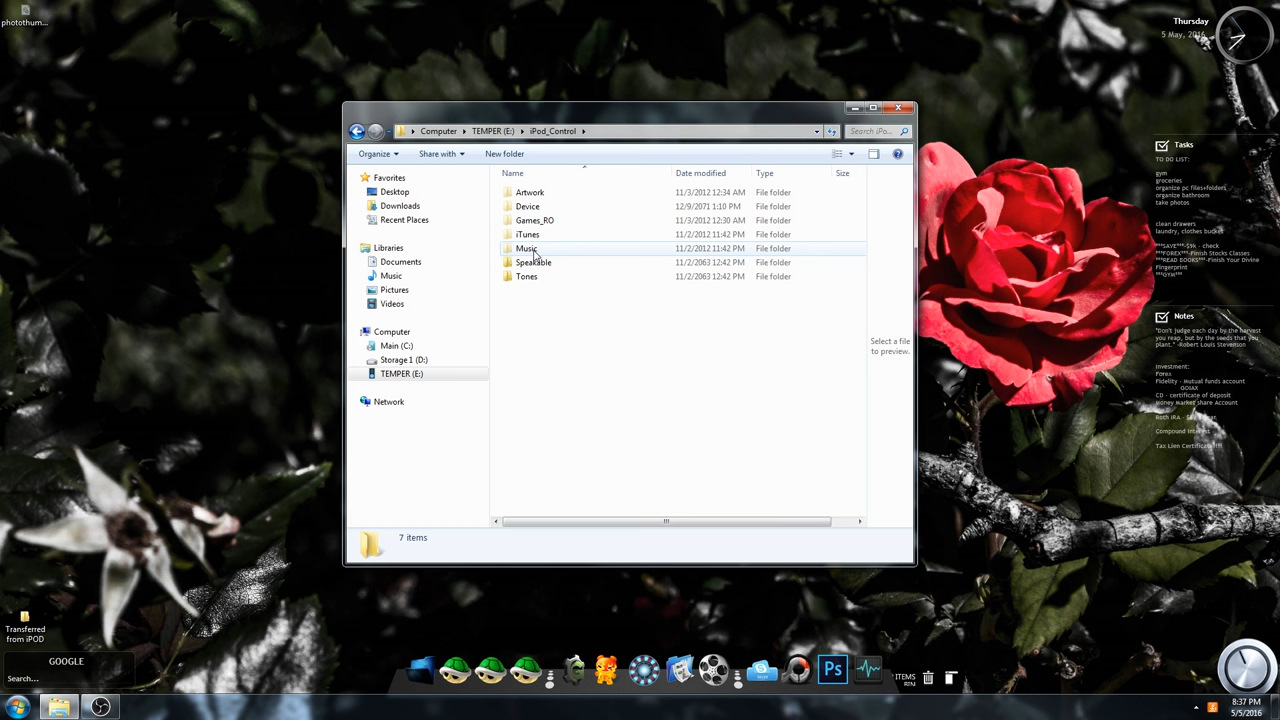 photothum...
Thursday
5 May, 2016
Computer
TEMPER (E:)
iPod_Control
Search iPo...
Organize
Share with
New folder
Name
Date modified
Type
Size
Favorites
Desktop
Downloads
Recent Places
Libraries
Documents
Music
Pictures
Videos
Computer
Main (C:)
Storage1 (D:)
TEMPER (E:)
Network
Artwork 11/3/2012 12:34 AM File folder
Device 12/9/2071 1:10 PM File folder
Games_RO 11/3/2012 12:30 AM File folder
iTunes 11/2/2012 11:42 PM File folder
Music 11/2/2012 11:42 PM File folder
Speakable 11/2/2063 12:42 PM File folder
Tones 11/2/2063 12:42 PM File folder
Select a file
to preview.
7 items
Tasks
TO DO LIST:
gym
groceries
organize pc files+folders
organize bathroom
take photos
clean drawers
laundry, clothes bucket
***SAVE**-$9k - check
***FOREX**-Finish Stocks Classes
***READ BOOKS**-Finish Your Divine
Fingerprint
***GYM***
Notes
"Don't judge each day by the harvest
you reap, but by the seeds that you
plant." -Robert Louis Stevenson
Investment:
Forex
Fidelity - Mutual funds account
CD - certificate of deposit
Money Market share Account
Roth IRA
Compound Interest
Tax Lien Certificate
Transferred
from iPOD
GOOGLE
Search...
Ps
ITEMS
BIN
8:37 PM
5/5/2016